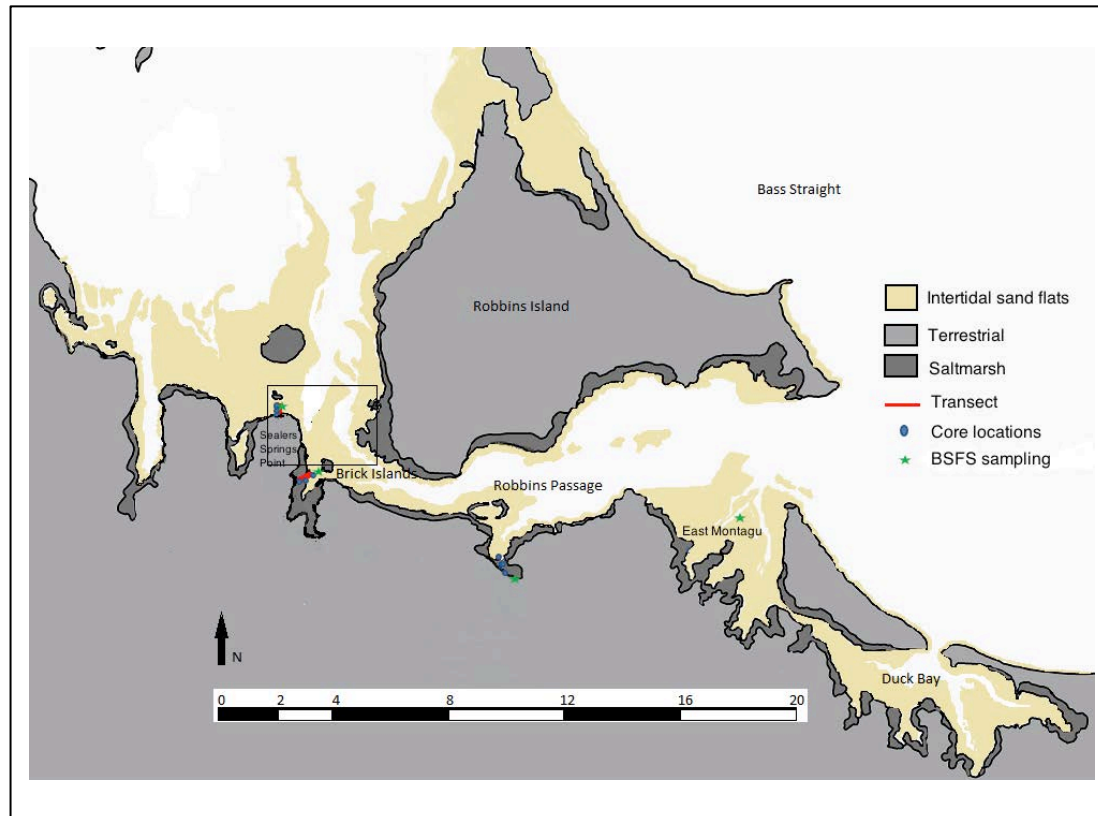 Bass Straight
Robbins Island
Intertidal sand flats
Terrestrial
Saltmarsh
Transect
Core locations
BSFS sampling
Sealers
Springs
Point
Brick Islands
Robbins Passage
East Montagu
N
Duck Bay
0 2 4 8 12 16 20